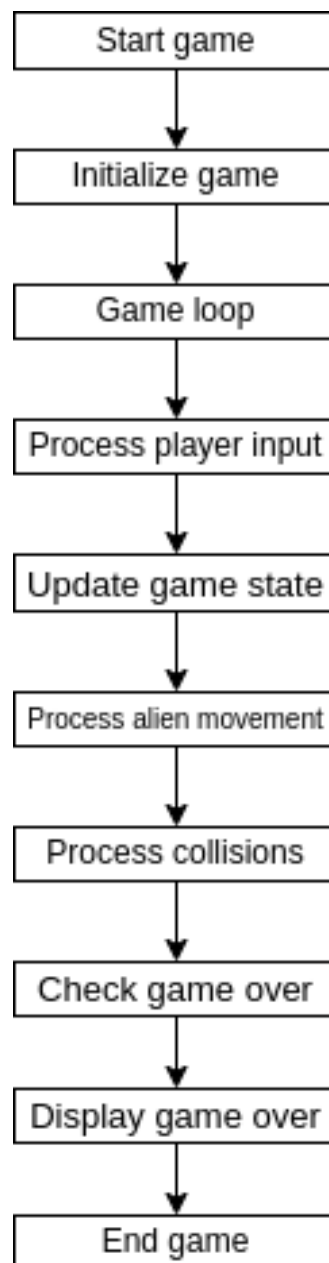 Start game
Initialize game
Game loop
Process player input
Update game state
Process alien movement
Process collisions
Check game over
Display game over
End game